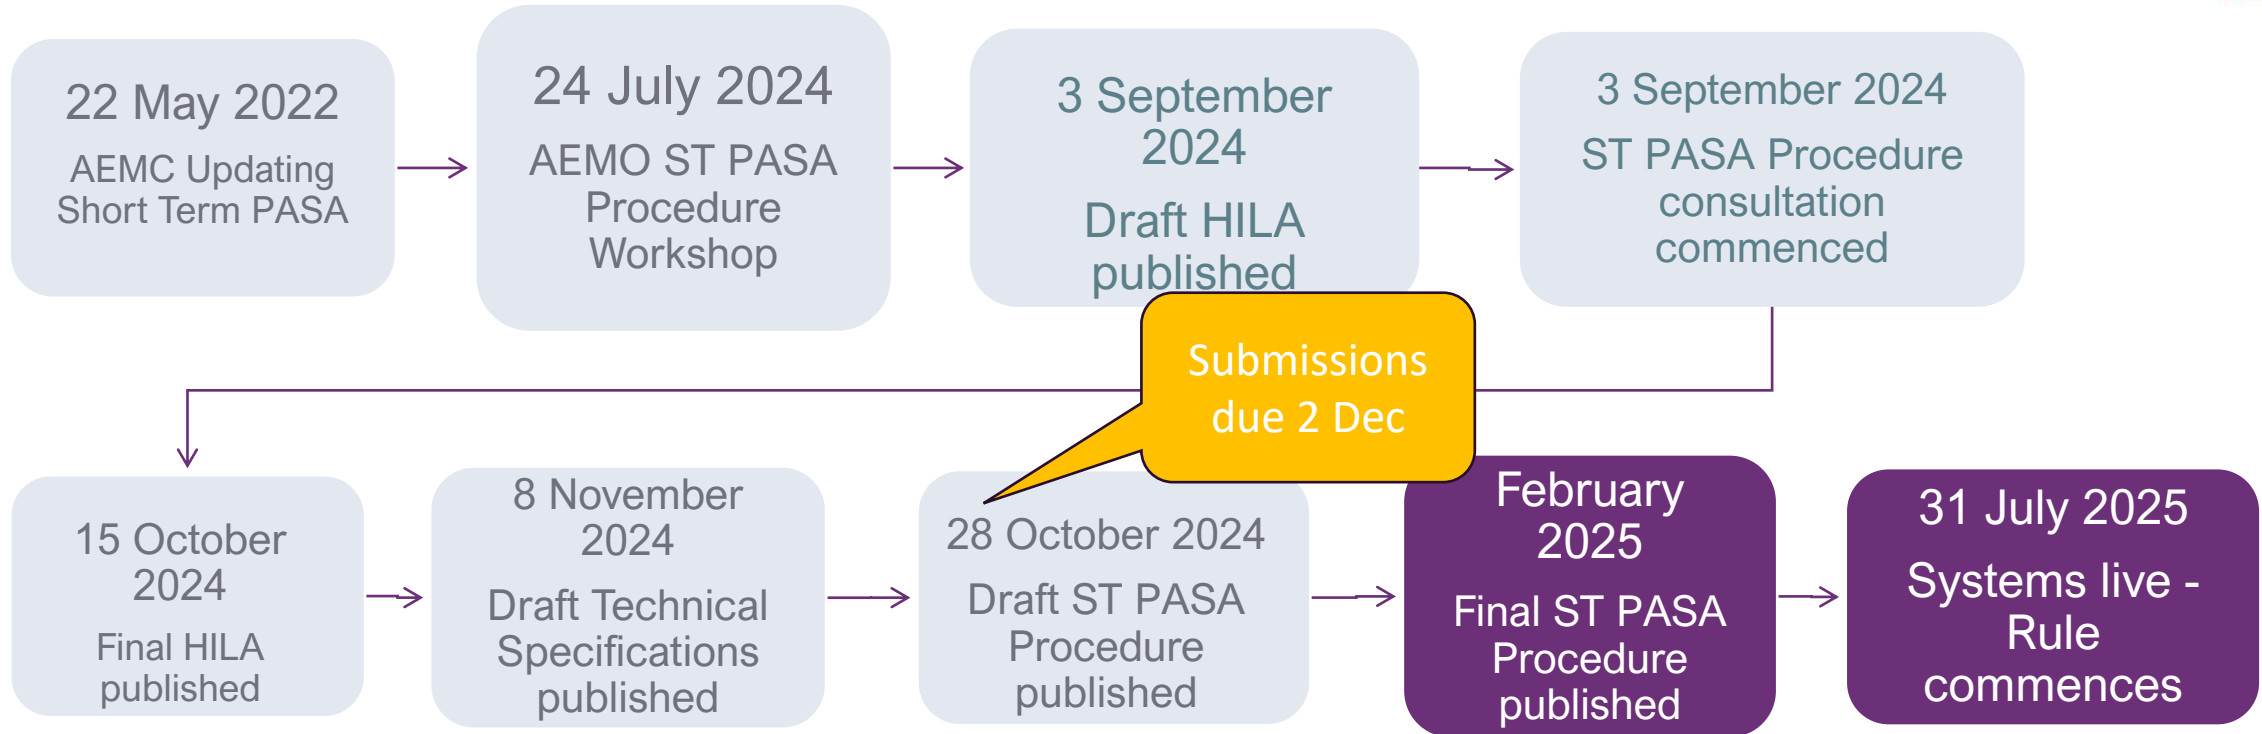 22 May 2022
AEMC Updating
Short Term PASA
24 July 2024
AEMO ST PASA
Procedure
Workshop
3 September
2024
Draft HILA
published
3 September 2024
ST PASA Procedure
consultation
commenced
Submissions
due 2 Dec
15 October
2024
Final HILA
published
8 November
2024
Draft Technical
Specifications
published
28 October 2024
Draft ST PASA
Procedure
published
February
2025
Final ST PASA
Procedure
published
31 July 2025
Systems live -
Rule
commences